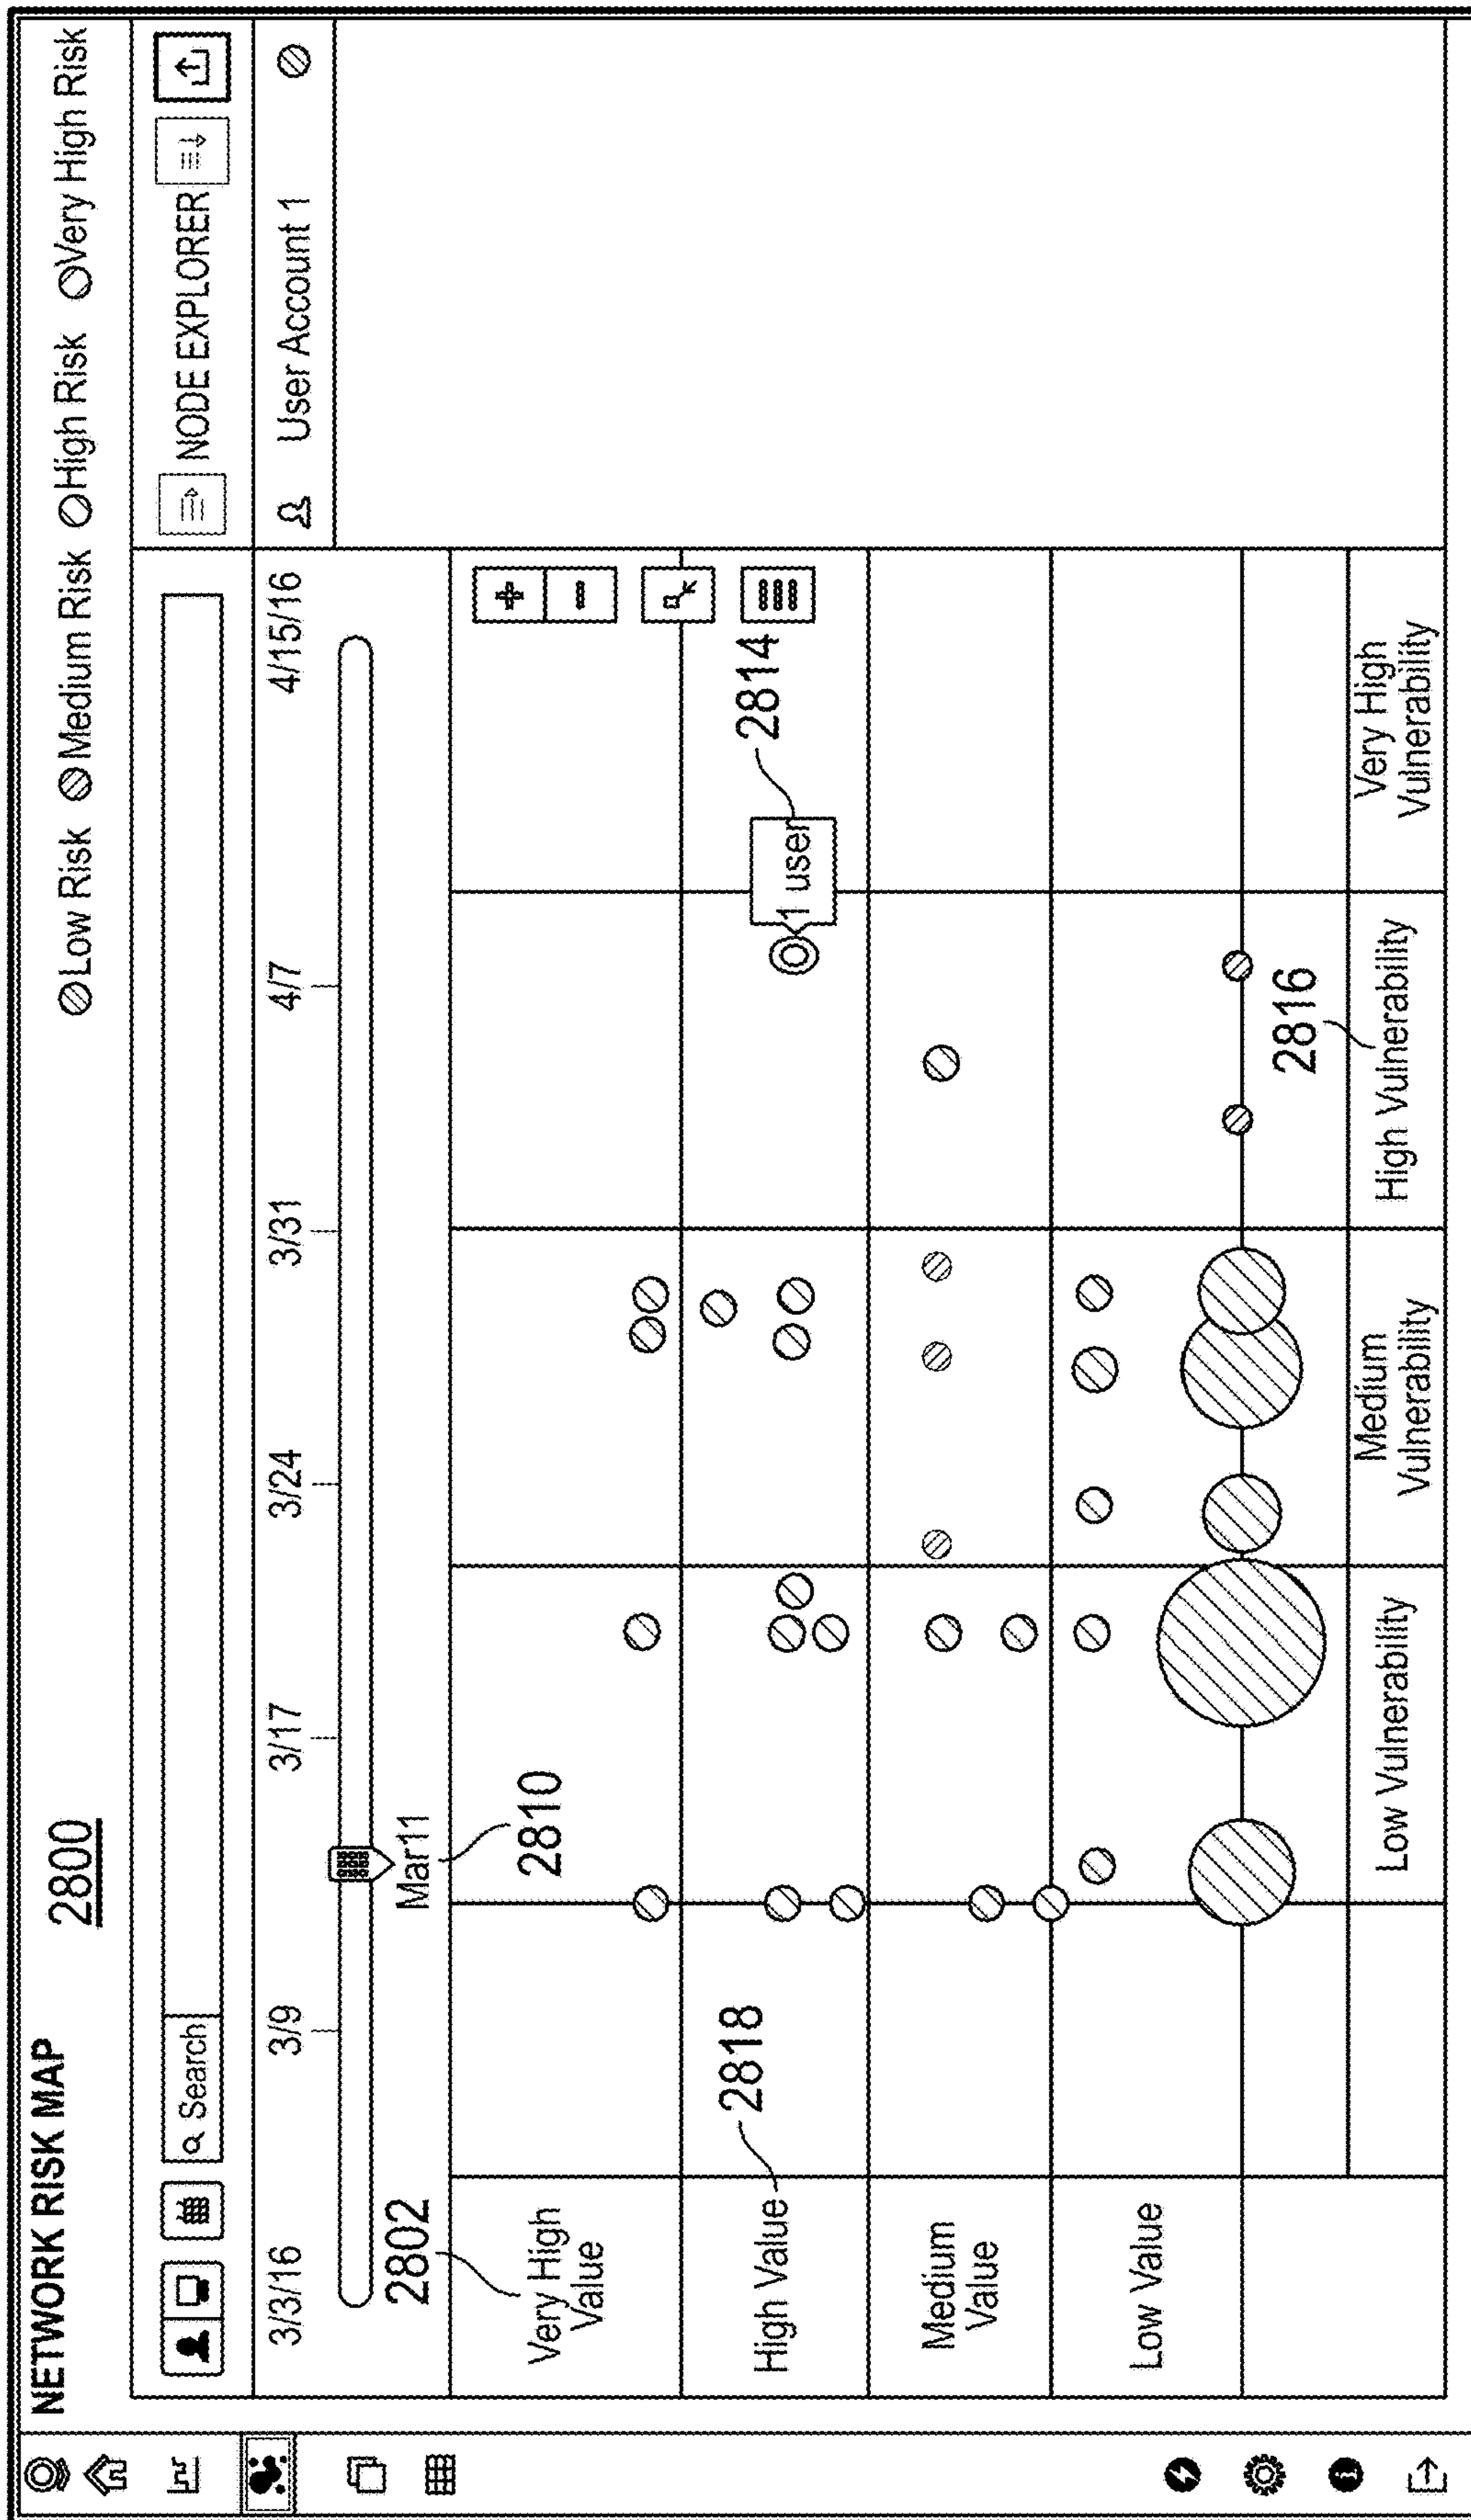 NETWORK RISK MAP
2800
Low Risk
Medium Risk
High Risk
Very High Risk
Search
NODE EXPLORER
3/3/16
3/9
3/17
3/24
3/31
4/7
4/15/16
User Account 1
Mar11
2802
2810
Very High
Value
High Value
2818
1 user
2814
Medium
Value
Low Value
2816
Low Vulnerability
Medium
Vulnerability
High Vulnerability
Very High
Vulnerability